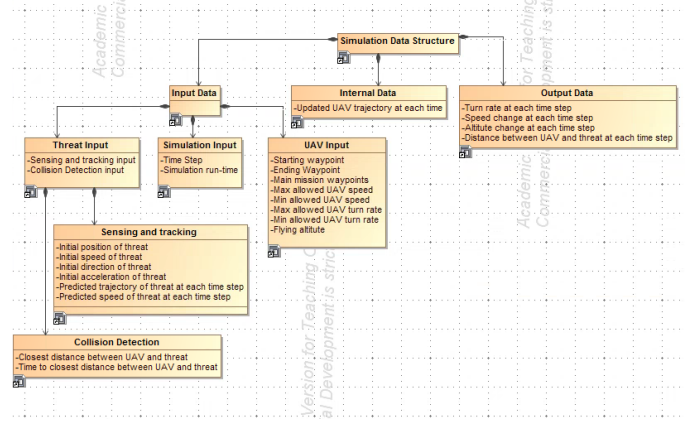 Simulation Data Structure
Input Data
Internal Data
-Updated UAV trajectory at each time
Output Data
-Turn rate at each time step
-Speed change at each time step
-Altitute change at each time step
-Distance between UAV and threat at each time step
Threat Input
-Sensing and tracking input
-Collision Detection input
Simulation Input
-Time Step
-Simulation run-time
UAV Input
-Starting waypoint
-Ending Waypoint
-Main mission waypoints
-Max allowed UAV speed
-Min allowed UAV speed
-Max allowed UAV turn rate
-Min allowed UAV turn rate
-Flying altitute
Sensing and tracking
-Initial position of threat
-Initial speed of threat
-Initial direction of threat
-Initial acceleration of threat
-Predicted trajectory of threat at each time step
-Predicted speed of threat at each time step
Collision Detection
-Closest distance between UAV and threat
-Time to closest distance between UAV and threat
Academic
Commercial
Version for Teaching
al Development is stric
Academic
Commercial
for Teaching
opment is stric